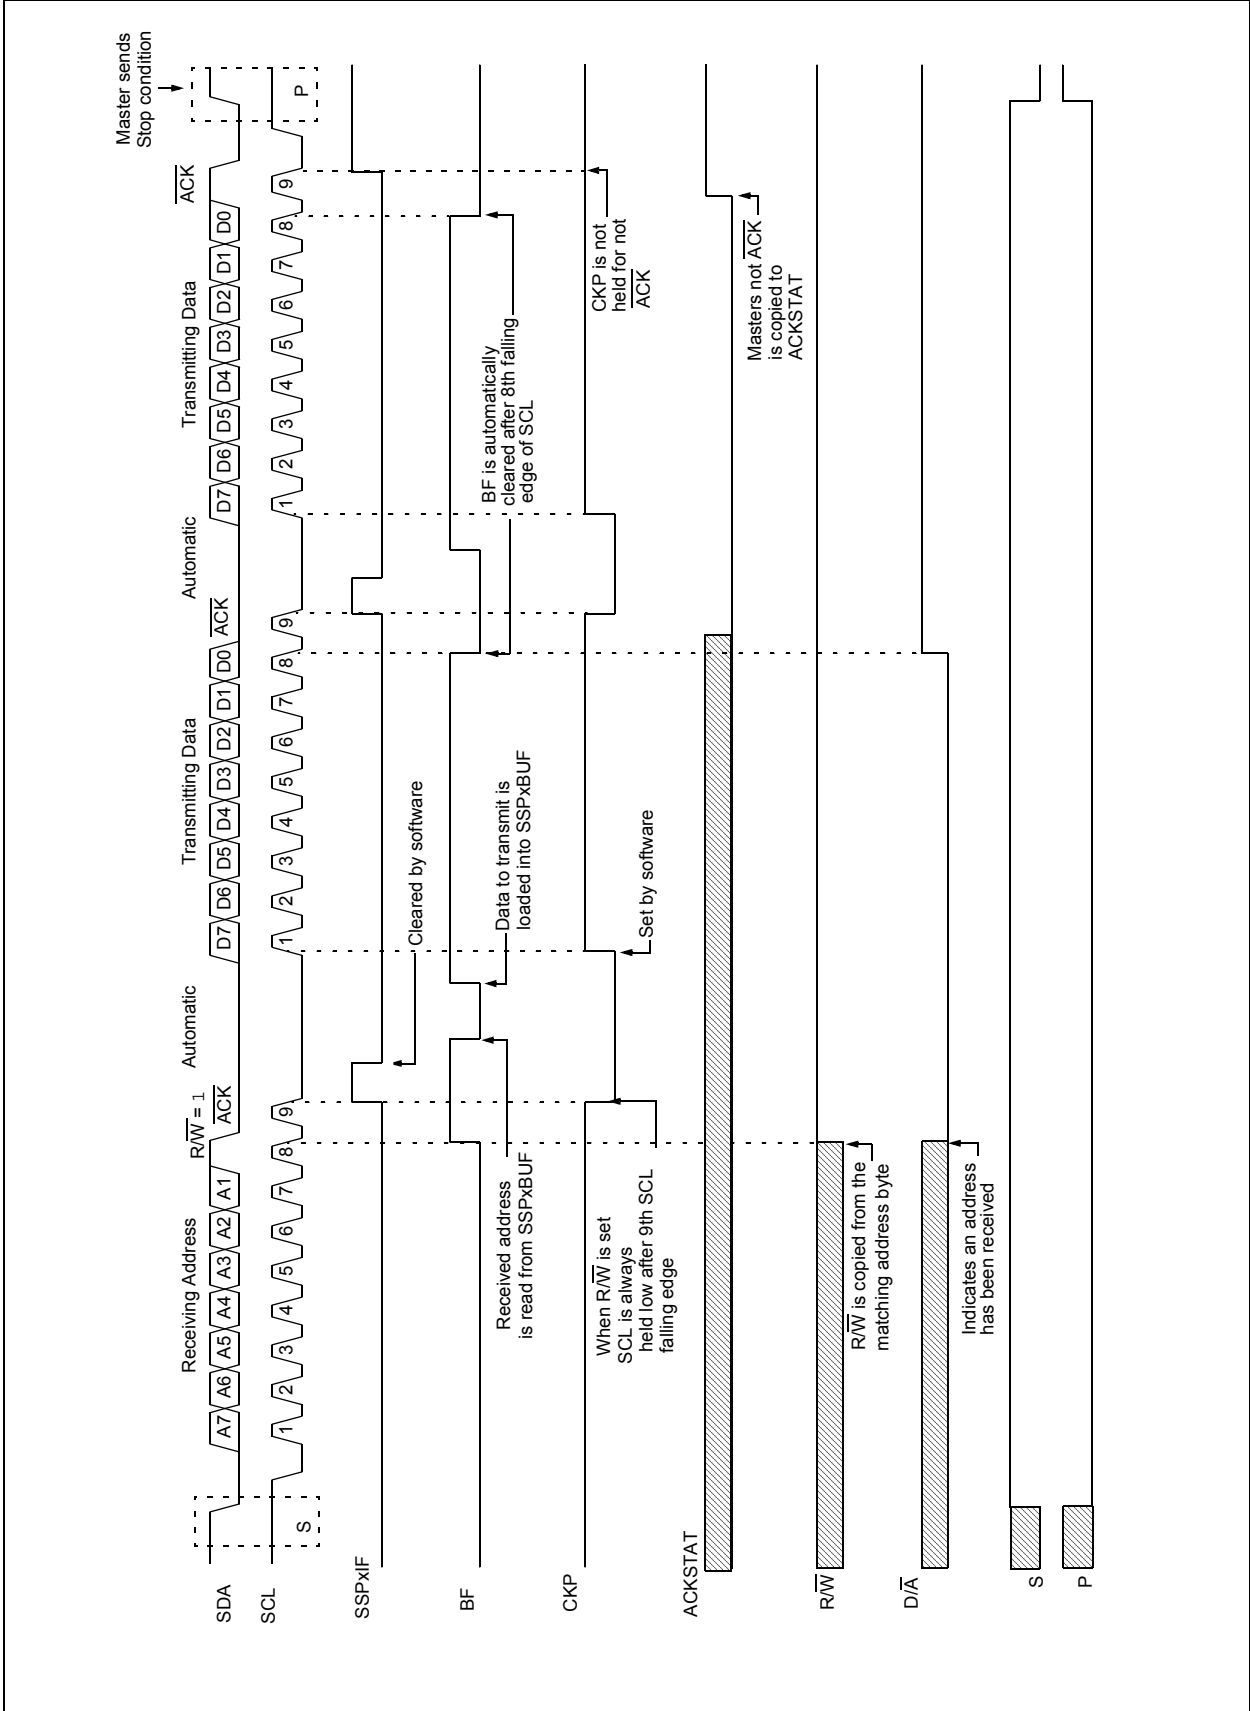 Master sends
Stop condition
Receiving Address
R/W = 1
ACK
Automatic
Transmitting Data
ACK
Automatic
Transmitting Data
ACK
SDA
A7 A6 A5 A4 A3 A2 A1
D7 D6 D5 D4 D3 D2 D1 D0
D7 D6 D5 D4 D3 D2 D1 D0
SCL
S
1 2 3 4 5 6 7 8 9
1 2 3 4 5 6 7 8 9
1 2 3 4 5 6 7 8 9
P
SSPxIF
Cleared by software
BF
Received address
is read from SSPxBUF
Data to transmit is
loaded into SSPxBUF
BF is automatically
cleared after 8th falling
edge of SCL
CKP
When R/W is set
SCL is always
held low after 9th SCL
falling edge
Set by software
CKP is not
held for not
ACK
ACKSTAT
Masters not ACK
is copied to
ACKSTAT
R/W
R/W is copied from the
matching address byte
D/A
Indicates an address
has been received
S
P